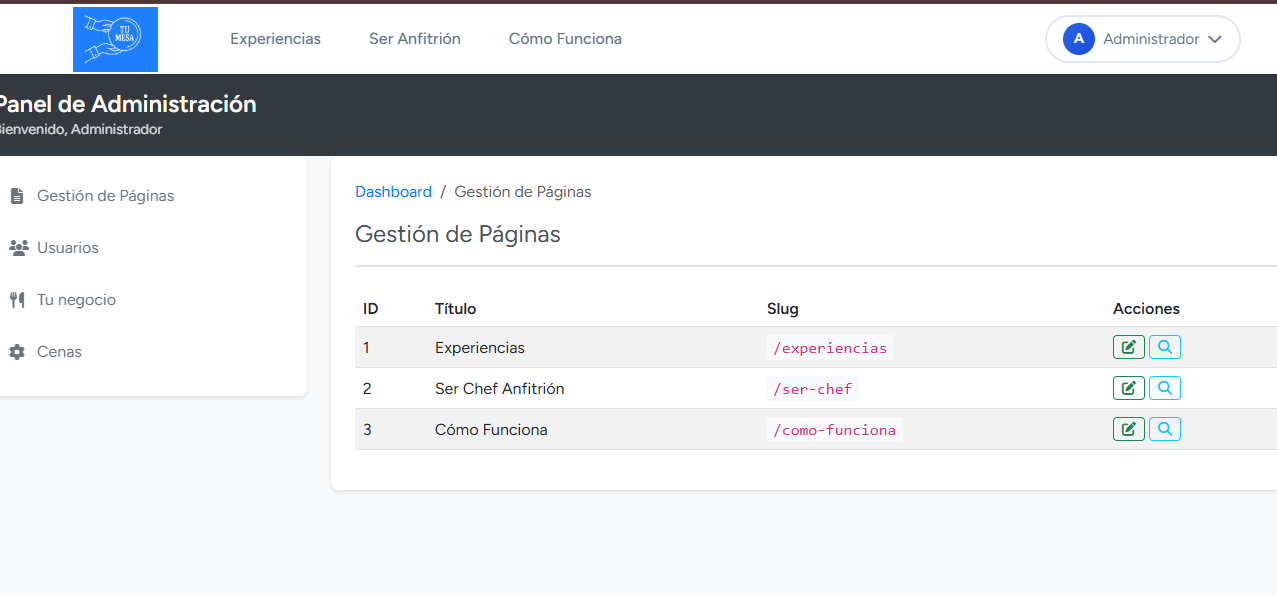 TU
MESA
Experiencias
Ser Anfitrión
Cómo Funciona
A
Administrador
Panel de Administración
Bienvenido, Administrador
Gestión de Páginas
Usuarios
Tu negocio
Cenas
Dashboard / Gestión de Páginas
Gestión de Páginas
ID Título Slug Acciones
1 Experiencias /experiencias
2 Ser Chef Anfitrión /ser-chef
3 Cómo Funciona /como-funciona